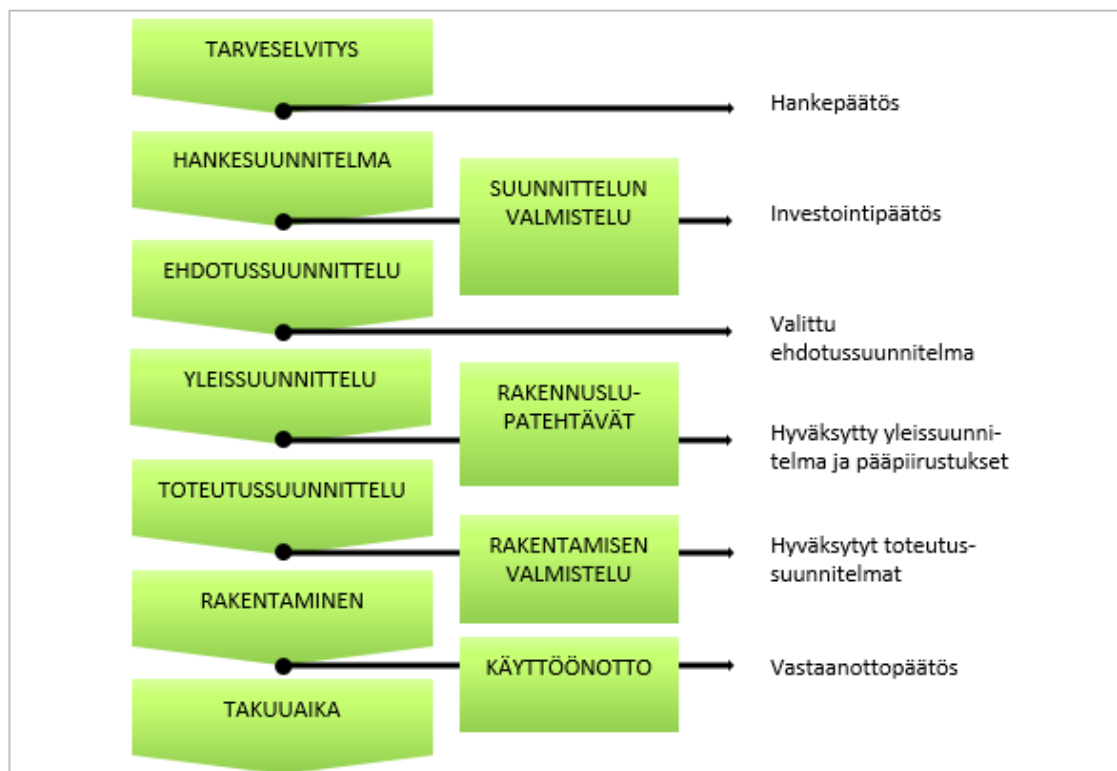 TARVESELVITYS
Hankepäätös
HANKESUUNNITELMA
SUUNNITTELUN
VALMISTELU
Investointipäätös
EHDOTUSSUUNNITTELU
Valittu
ehdotussuunnitelma
YLEISSUUNNITTELU
RAKENNUSLU-
PATEHTÄVÄT
Hyväksytty yleissuunni-
telma ja pääpiirustukset
TOTEUTUSSUUNNITTELU
RAKENTAMISEN
VALMISTELU
Hyväksytyt toteutus-
suunnitelmat
RAKENTAMINEN
KÄYTTÖÖNOTTO
Vastaanottopäätös
TAKUUAIKA